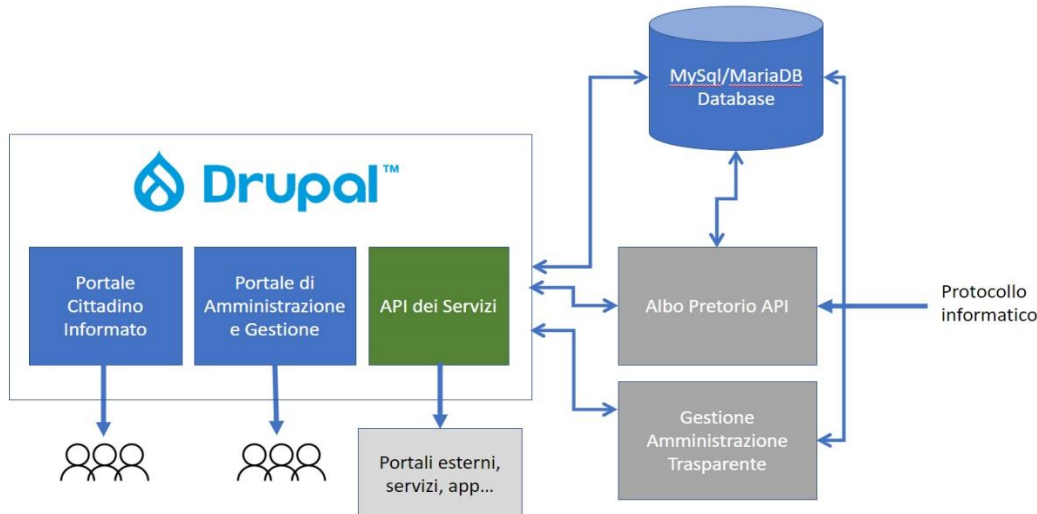 MySql/MariaDB
Database
Drupal™
Portale
Cittadino
Informato
Portale di
Amministrazione
e Gestione
API dei Servizi
Albo Pretorio API
Protocollo
informatico
Gestione
Amministrazione
Trasparente
Portali esterni,
servizi, app...